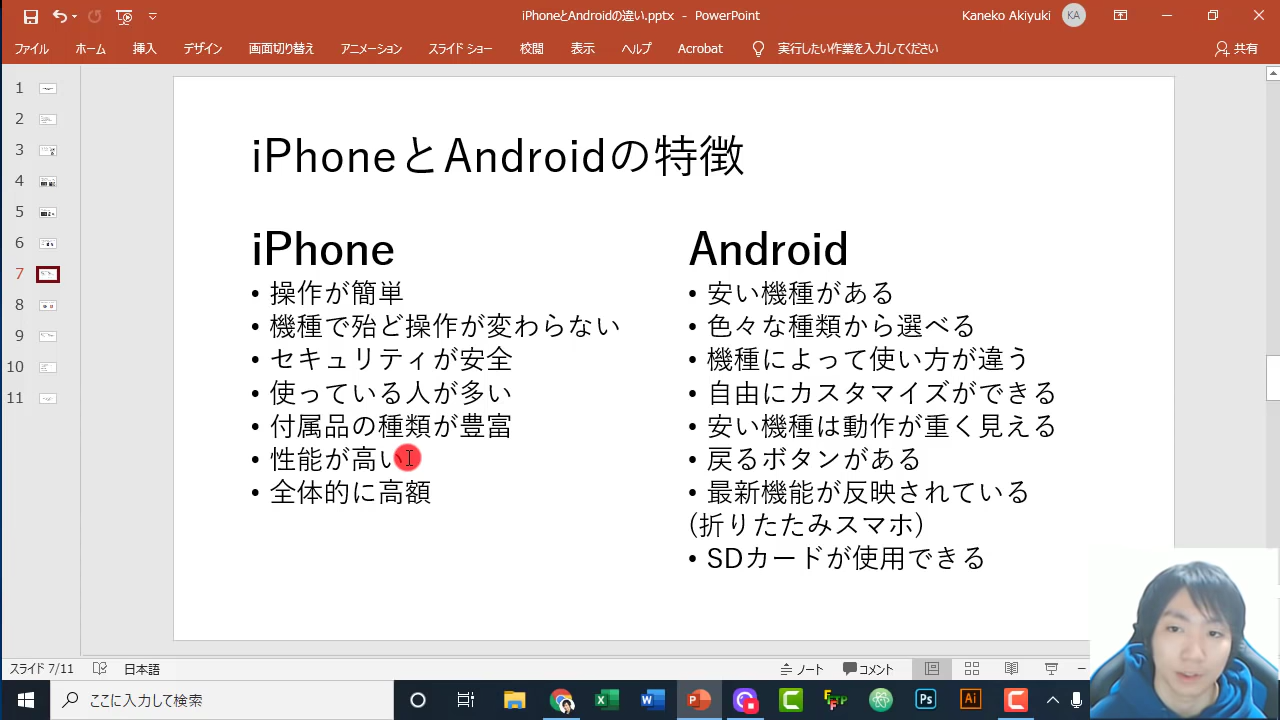 iPhoneとAndroidの違い.pptx - PowerPoint
Kaneko Akiyuki
KA
ファイル ホーム 挿入 デザイン 画面切り替え アニメーション スライド ショー 校閲 表示 ヘルプ Acrobat 実行したい作業を入力してください 共有
1
2
3
4
5
6
7
8
9
10
11
iPhoneとAndroidの特徴
iPhone
• 操作が簡単
• 機種で殆ど操作が変わらない
• セキュリティが安全
• 使っている人が多い
• 付属品の種類が豊富
• 性能が高い
• 全体的に高額
Android
• 安い機種がある
• 色々な種類から選べる
• 機種によって使い方が違う
• 自由にカスタマイズができる
• 安い機種は動作が重く見える
• 戻るボタンがある
• 最新機能が反映されている
(折りたたみスマホ)
• SDカードが使用できる
スライド 7/11 日本語 ノート コメント
ここに入力して検索